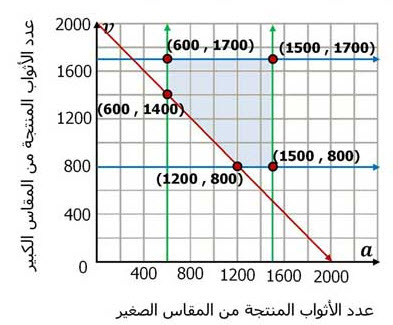 عدد الأثواب المنتجة من المقاس الكبير
2000
1600
1200
800
400
0
v
(600 , 1700)
(1500 , 1700)
(600 , 1400)
(1500 , 800)
(1200 , 800)
a
400 800 1200 1600 2000
عدد الأثواب المنتجة من المقاس الصغير